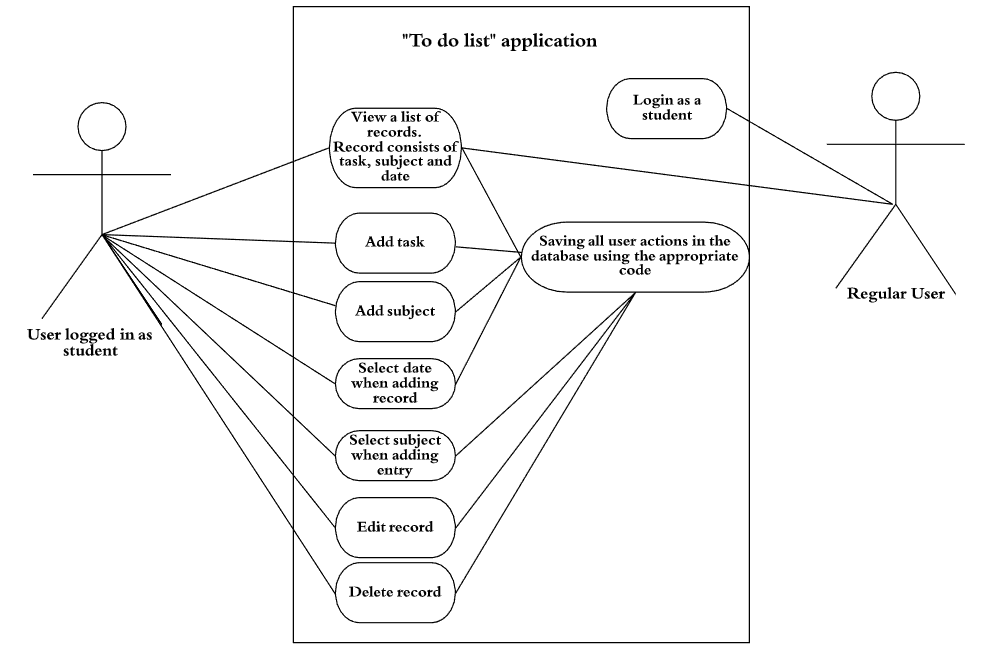 "To do list" application
Login as a
student
View a list of
records.
Record consists of
task, subject and
date
Add task
Saving all user actions in the
database using the appropriate
code
Add subject
Select date
when adding
record
Select subject
when adding
entry
Edit record
Delete record
User logged in as
student
Regular User